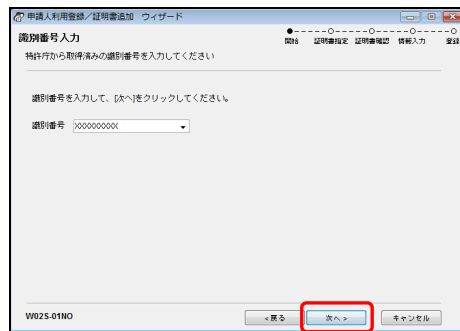 申請人利用登録/証明書追加 ウィザード
識別番号入力
開始 証明書指定 証明書確認 情報入力 登録
特許庁から取得済みの識別番号を入力してください
識別番号を入力して、[次へ]をクリックしてください。
識別番号 XXXXXXXXX
W02S-01NO
<戻る 次へ> キャンセル